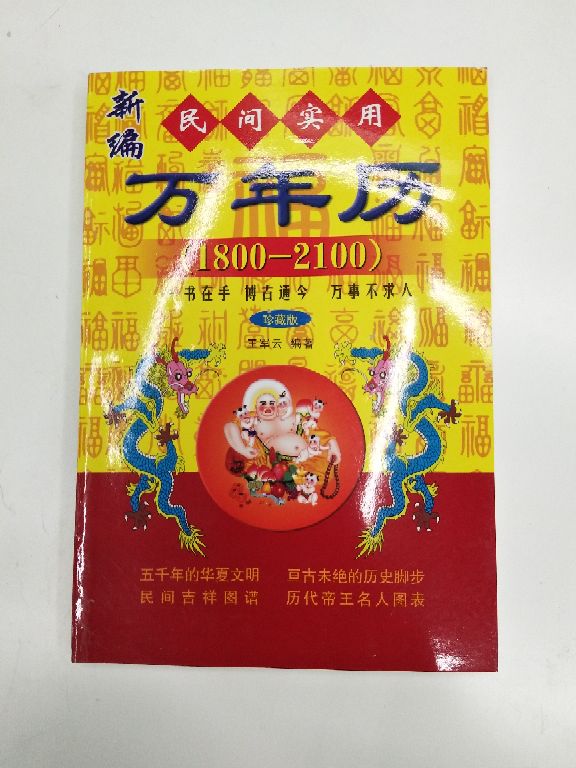 新编
民间实用
万年历
(1800—2100)
书在手 博古通今 万事不求人
珍藏版
王军云 编著
五千年的华夏文明 亘古未绝的历史脚步
民间吉祥图谱 历代帝王名人图表